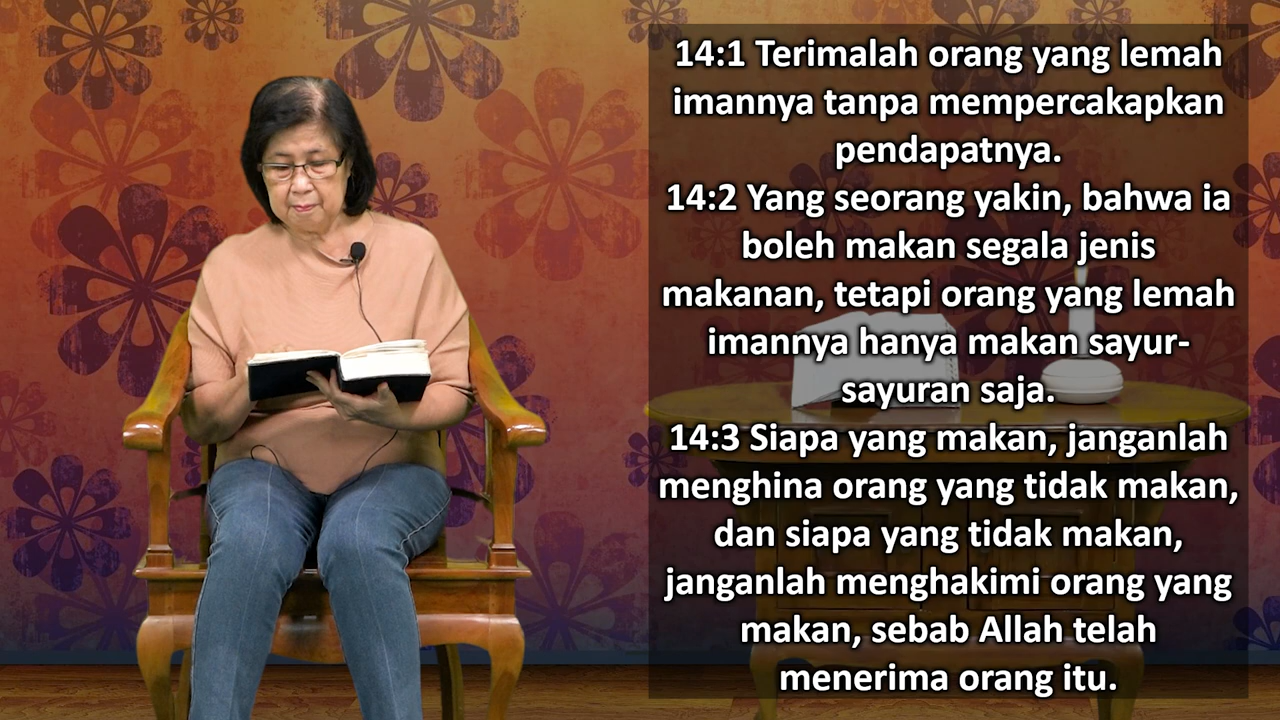 14:1 Terimalah orang yang lemah
imannya tanpa mempercakapkan
pendapatnya.
14:2 Yang seorang yakin, bahwa ia
boleh makan segala jenis
makanan, tetapi orang yang lemah
imannya hanya makan sayur-
sayuran saja.
14:3 Siapa yang makan, janganlah
menghina orang yang tidak makan,
dan siapa yang tidak makan,
janganlah menghakimi orang yang
makan, sebab Allah telah
menerima orang itu.